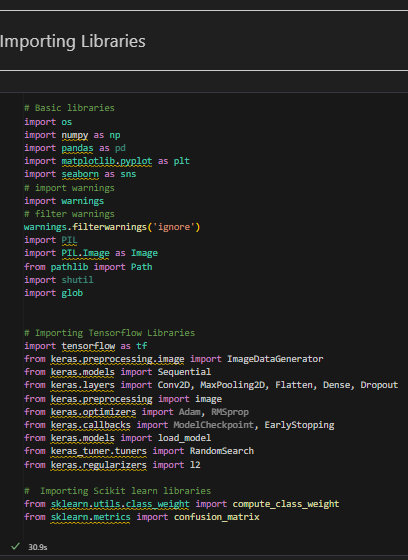 Importing Libraries
# Basic libraries
import os
import numpy as np
import pandas as pd
import matplotlib.pyplot as plt
import seaborn as sns
# import warnings
import warnings
# filter warnings
warnings.filterwarnings('ignore')
import PIL
import PIL.Image as Image
from pathlib import Path
import shutil
import glob
# Importing Tensorflow Libraries
import tensorflow as tf
from keras.preprocessing.image import ImageDataGenerator
from keras.models import Sequential
from keras.layers import Conv2D, MaxPooling2D, Flatten, Dense, Dropout
from keras.preprocessing import image
from keras.optimizers import Adam, RMSprop
from keras.callbacks import ModelCheckpoint, EarlyStopping
from keras.models import load_model
from keras_tuner.tuners import RandomSearch
from keras.regularizers import l2
#  Importing Scikit learn libraries
from sklearn.utils.class_weight import compute_class_weight
from sklearn.metrics import confusion_matrix
30.9s